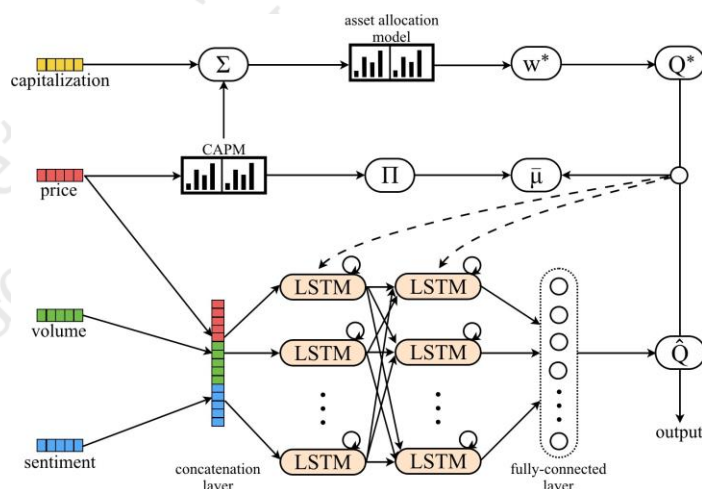 asset allocation
model
capitalization
Σ
w*
Q*
CAPM
price
Π
μ̄
LSTM
LSTM
volume
LSTM
LSTM
Q̂
output
sentiment
concatenation
layer
LSTM
LSTM
fully-connected
layer